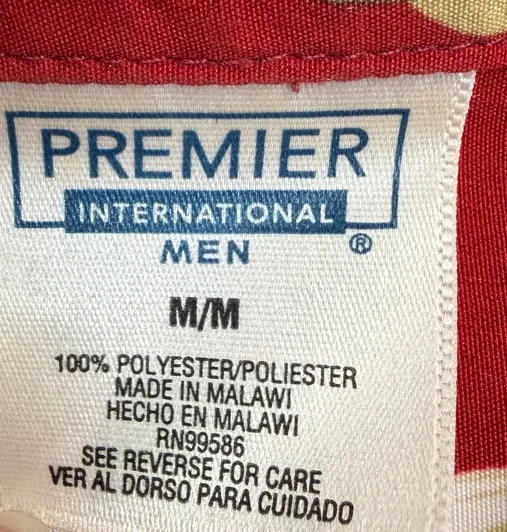 PREMIER
INTERNATIONAL
MEN ®
M/M
100% POLYESTER/POLIESTER
MADE IN MALAWI
HECHO EN MALAWI
RN99586
SEE REVERSE FOR CARE
VER AL DORSO PARA CUIDADO